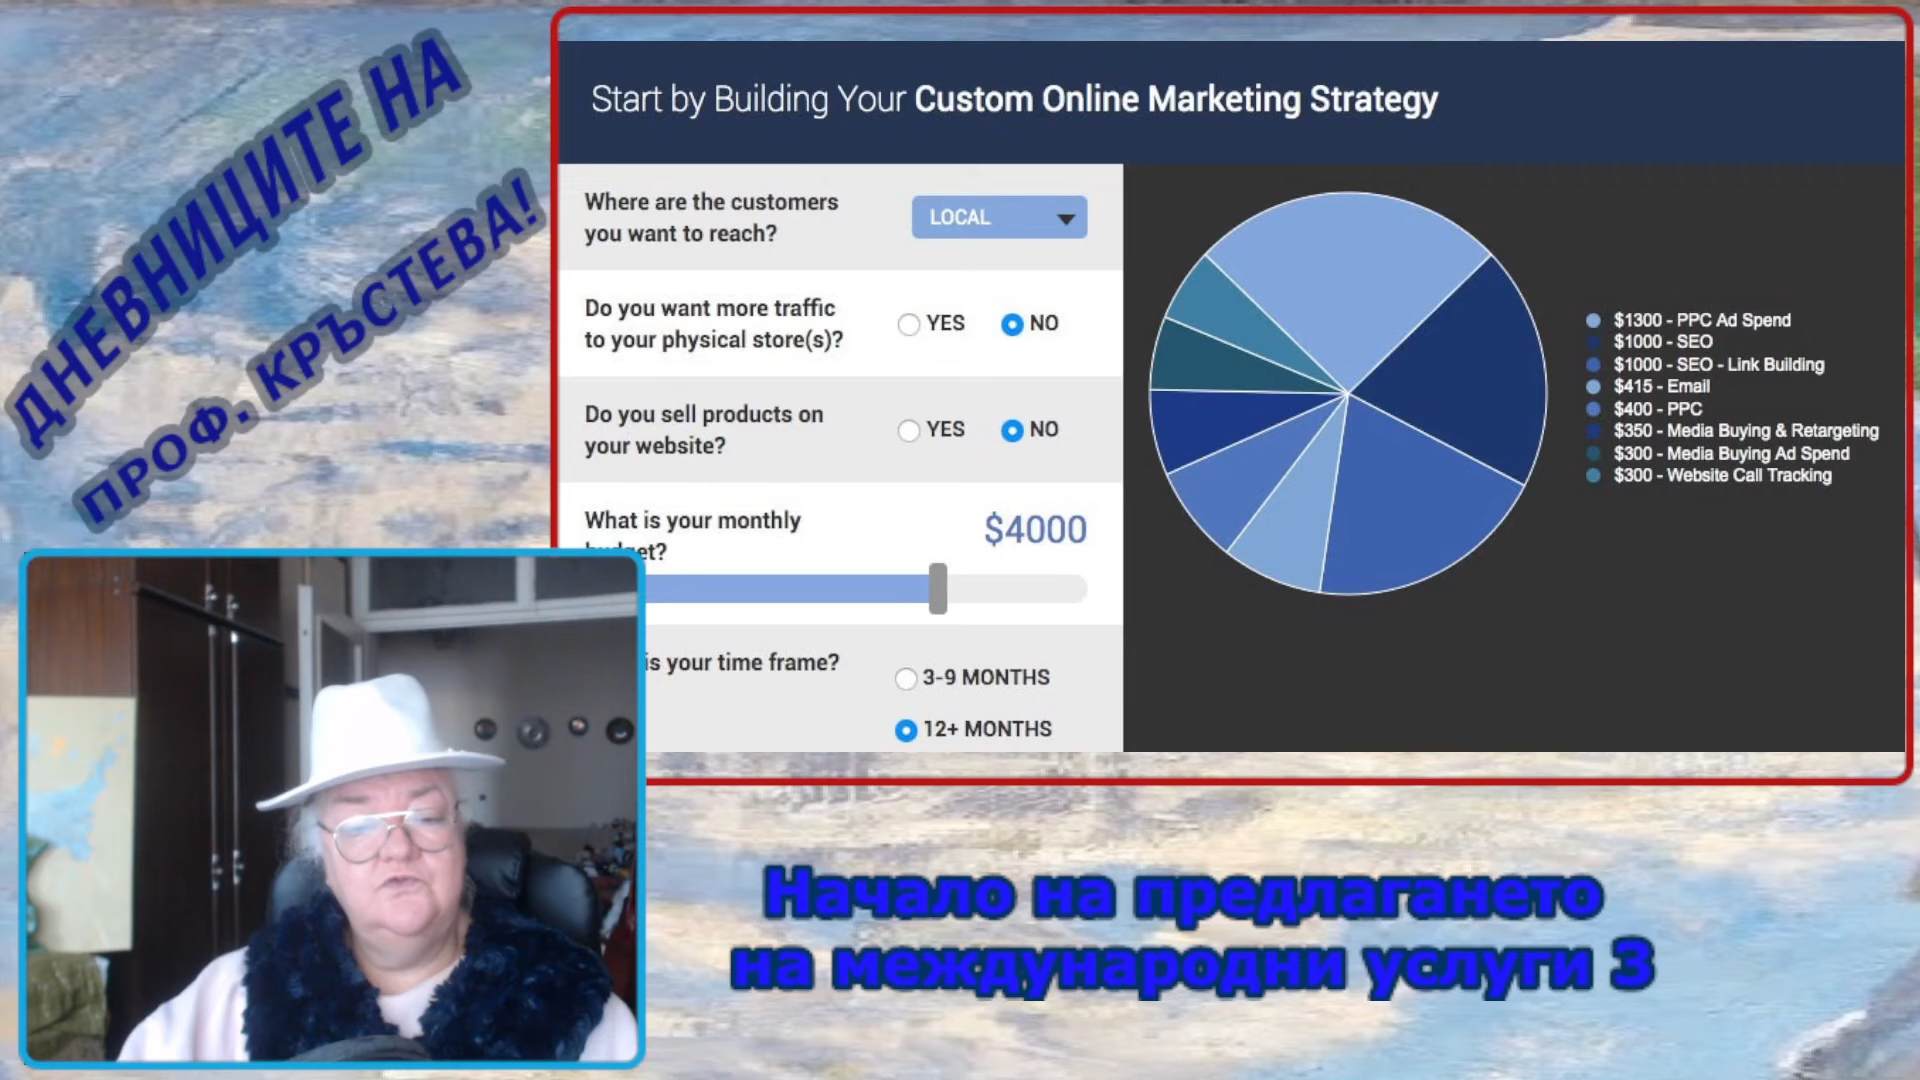 ДНЕВНИЦИТЕ НА
ПРОФ. КРЪСТЕВА!
Start by Building Your Custom Online Marketing Strategy
Where are the customers
you want to reach?
LOCAL
Do you want more traffic
to your physical store(s)?
YES
NO
Do you sell products on
your website?
YES
NO
What is your monthly
$4000
is your time frame?
3-9 MONTHS
12+ MONTHS
$1300 - PPC Ad Spend
$1000 - SEO
$1000 - SEO - Link Building
$415 - Email
$400 - PPC
$350 - Media Buying & Retargeting
$300 - Media Buying Ad Spend
$300 - Website Call Tracking
Начало на предлагането
на международни услуги 3